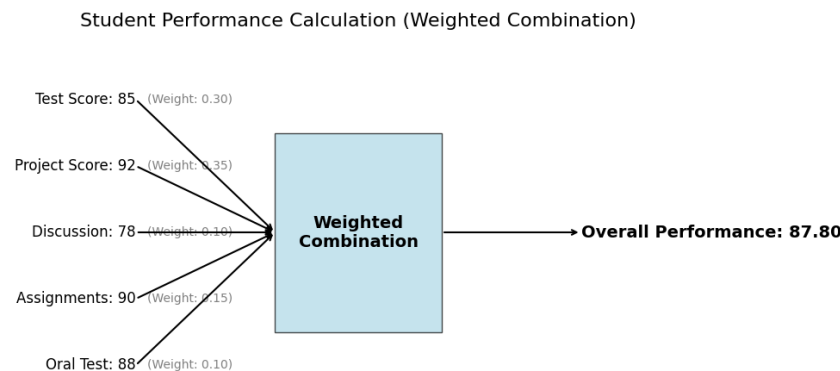 Student Performance Calculation (Weighted Combination)
Test Score: 85 (Weight: 0.30)
Project Score: 92 (Weight: 0.35)
Discussion: 78 (Weight: 0.10)
Assignments: 90 (Weight: 0.15)
Oral Test: 88 (Weight: 0.10)
Weighted
Combination
Overall Performance: 87.80